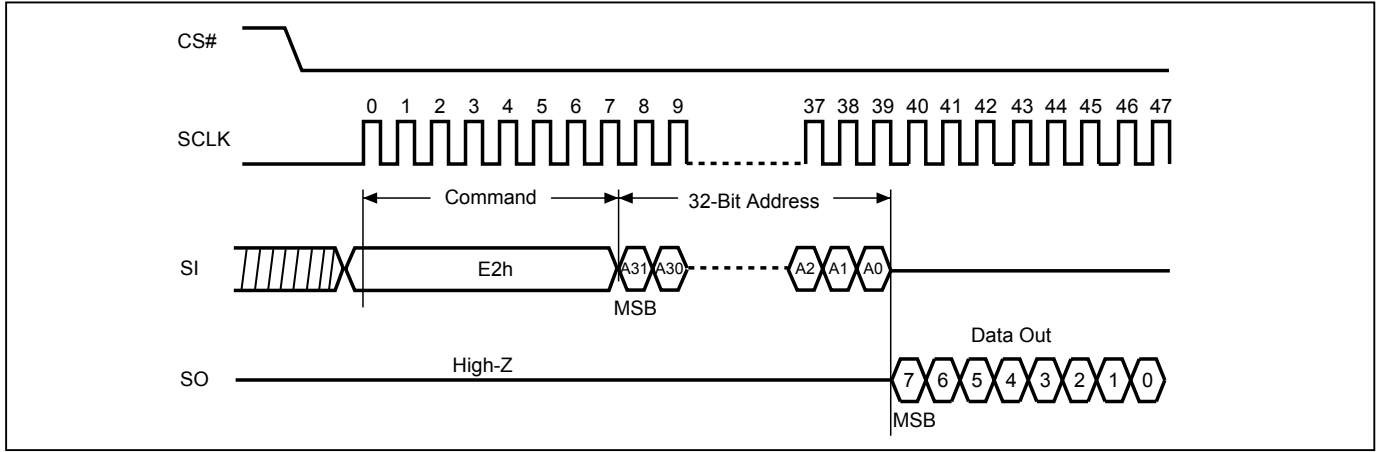 CS#
0 1 2 3 4 5 6 7 8 9 37 38 39 40 41 42 43 44 45 46 47
SCLK
Command 32-Bit Address
SI E2h A31 A30 A2 A1 A0
MSB
Data Out
High-Z
SO 7 6 5 4 3 2 1 0
MSB